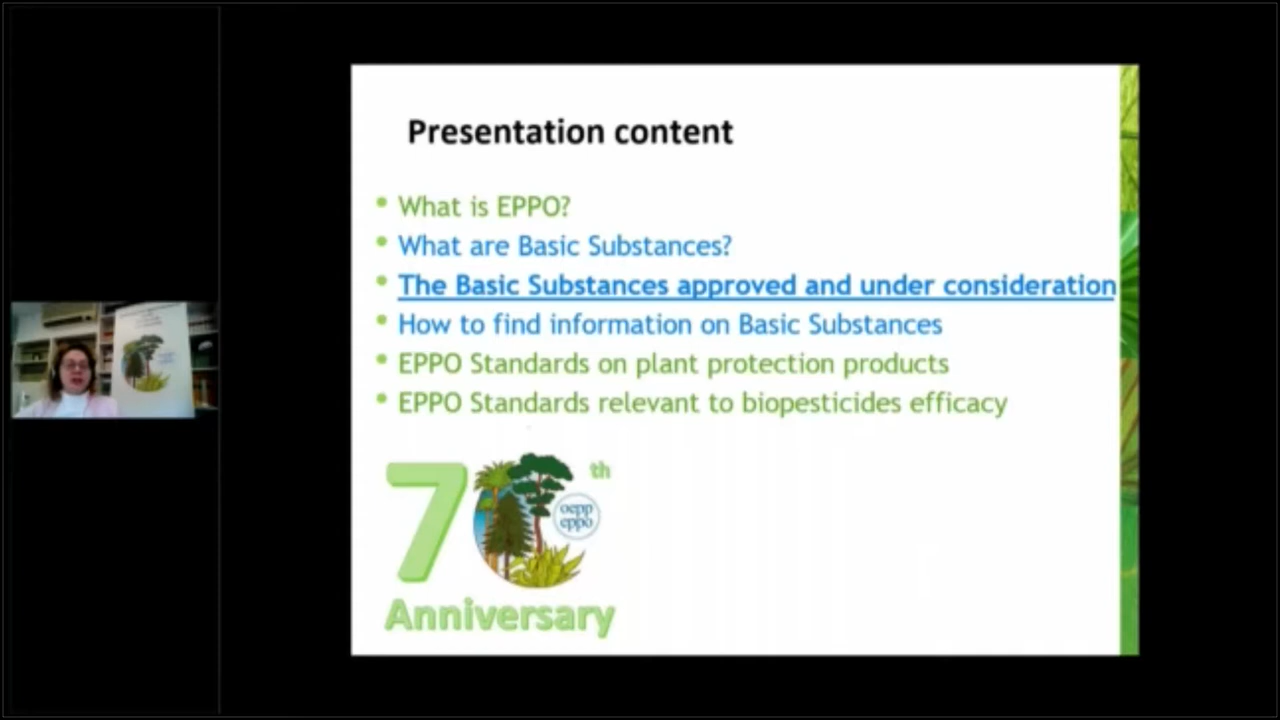 Presentation content
What is EPPO?
What are Basic Substances?
The Basic Substances approved and under consideration
How to find information on Basic Substances
EPPO Standards on plant protection products
EPPO Standards relevant to biopesticides efficacy
70th
oepp
eppo
Anniversary